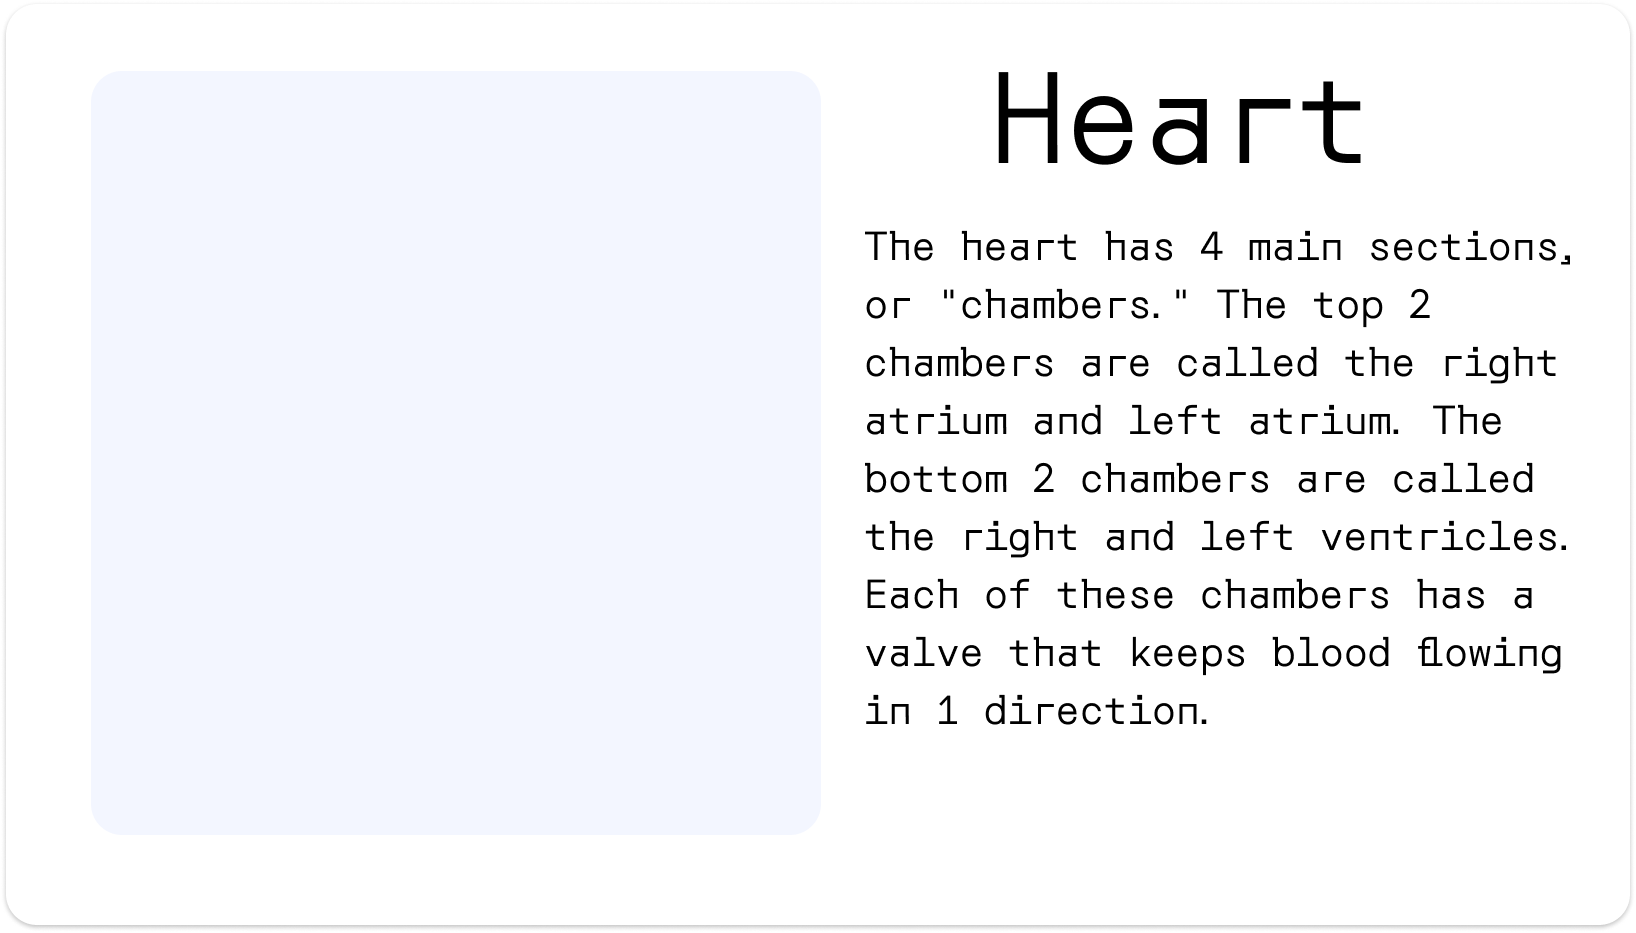 Heart
The heart has 4 main sections,
or "chambers." The top 2
chambers are called the right
atrium and left atrium. The
bottom 2 chambers are called
the right and left ventricles.
Each of these chambers has a
valve that keeps blood flowing
in 1 direction.